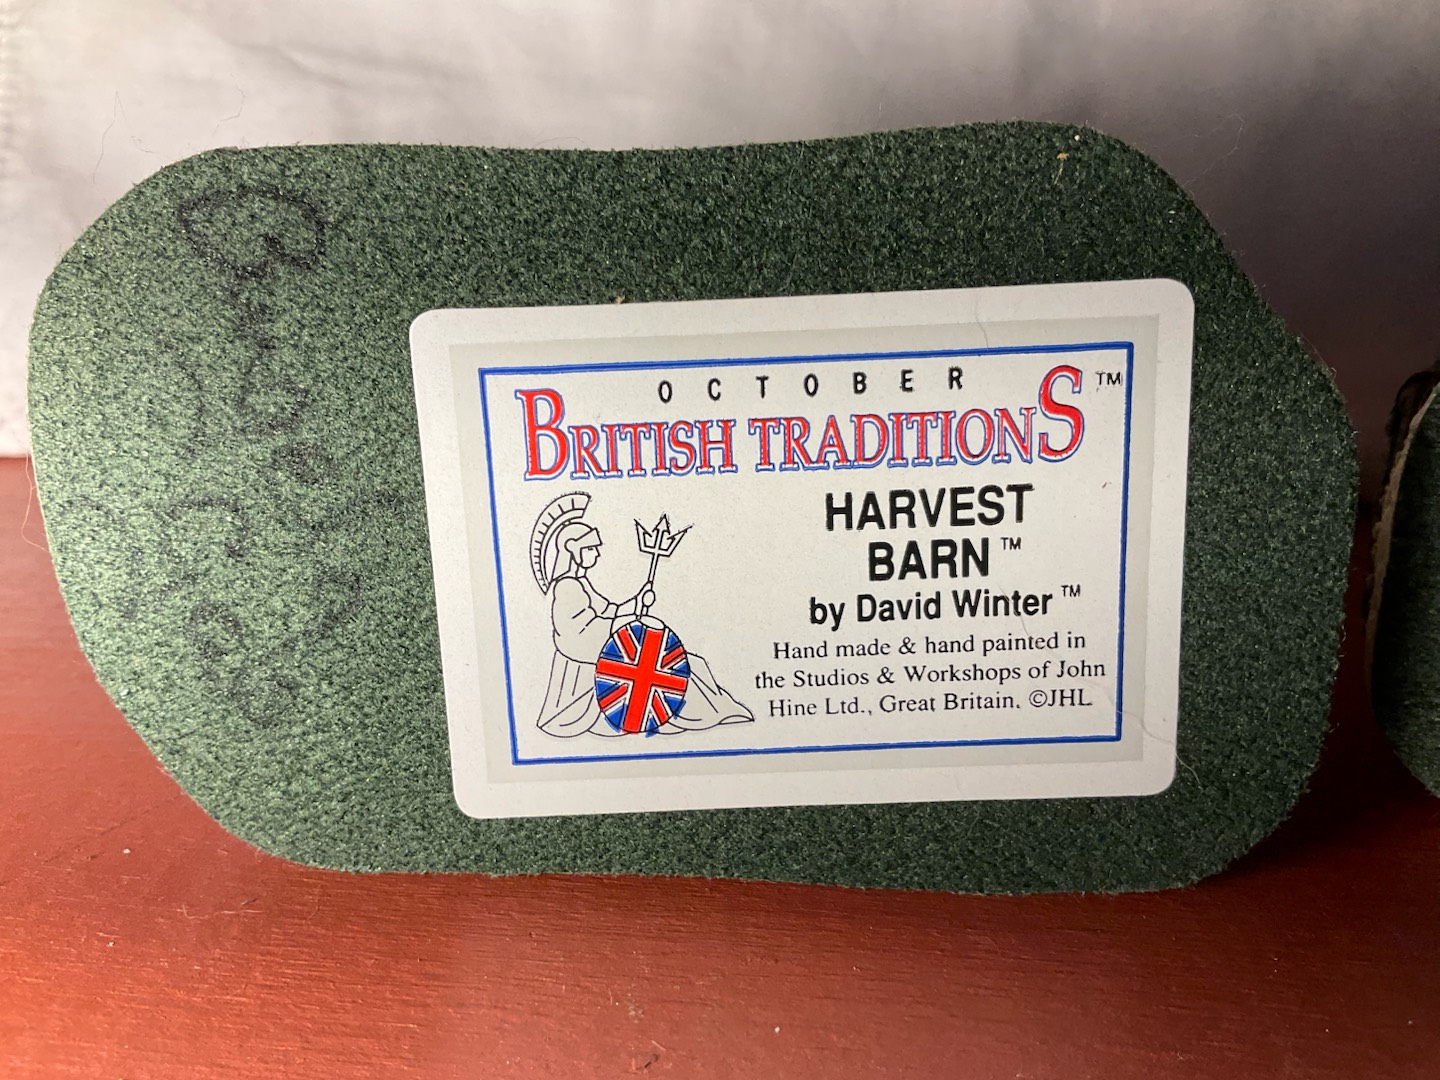 OCTOBER
BRITISH TRADITIONS™
HARVEST
BARN™
by David Winter™
Hand made & hand painted in
the Studios & Workshops of John
Hine Ltd., Great Britain. ©JHL